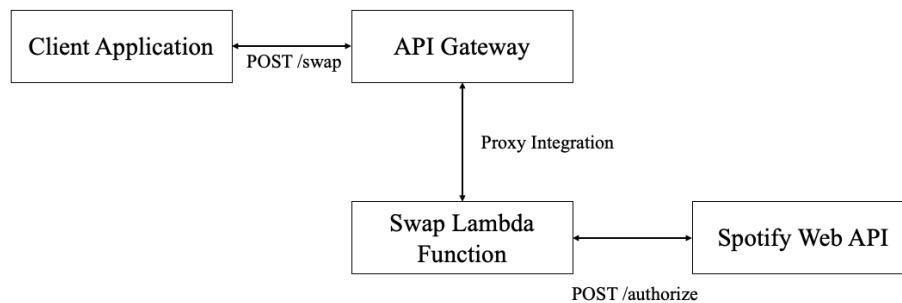 Client Application
API Gateway
POST /swap
Proxy Integration
Swap Lambda
Function
Spotify Web API
POST /authorize